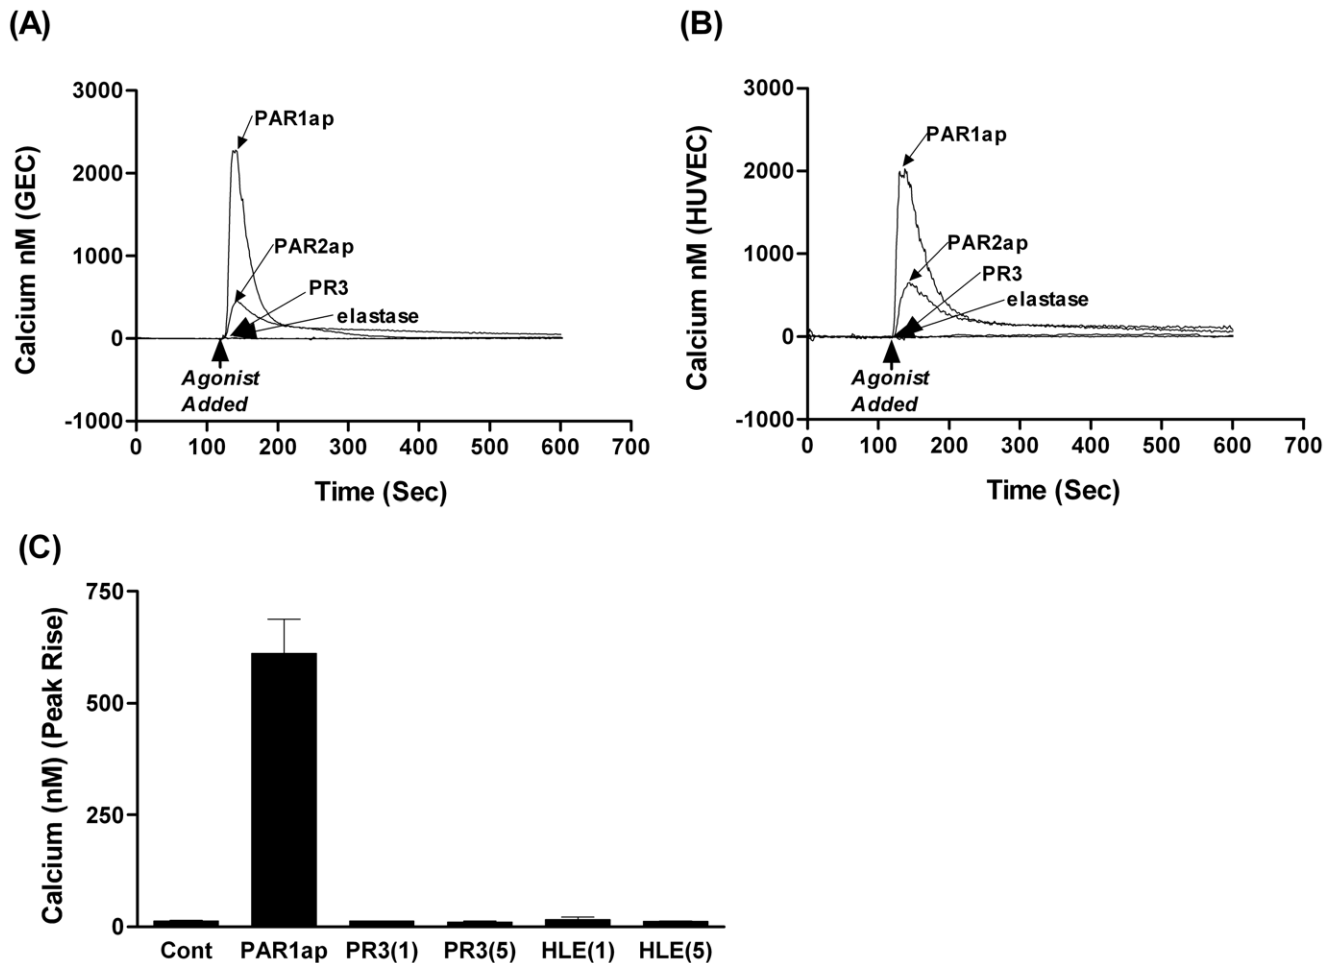 (A)
3000
2000
1000
0
-1000
Calcium nM (GEC)
PAR1ap
PAR2ap
PR3
elastase
Agonist
Added
0 100 200 300 400 500 600 700
Time (Sec)
(B)
3000
2000
1000
0
-1000
Calcium nM (HUVEC)
PAR1ap
PAR2ap
PR3
elastase
Agonist
Added
0 100 200 300 400 500 600 700
Time (Sec)
(C)
750
500
250
0
Calcium (nM) (Peak Rise)
Cont PAR1ap PR3(1) PR3(5) HLE(1) HLE(5)